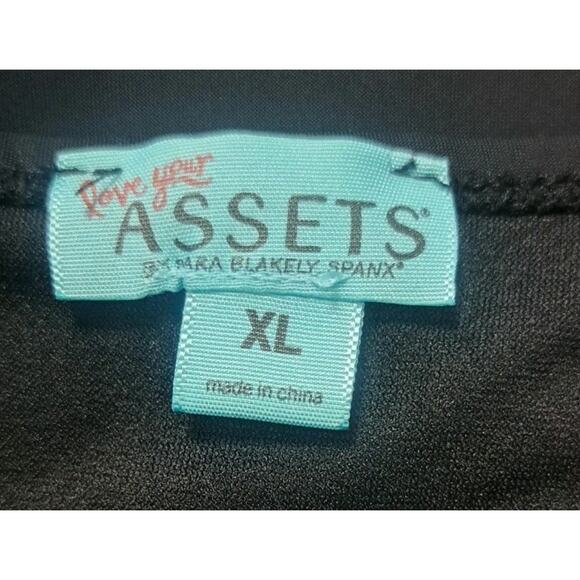 love your
ASSETS®
BY SARA BLAKELY SPANX®
XL
made in china